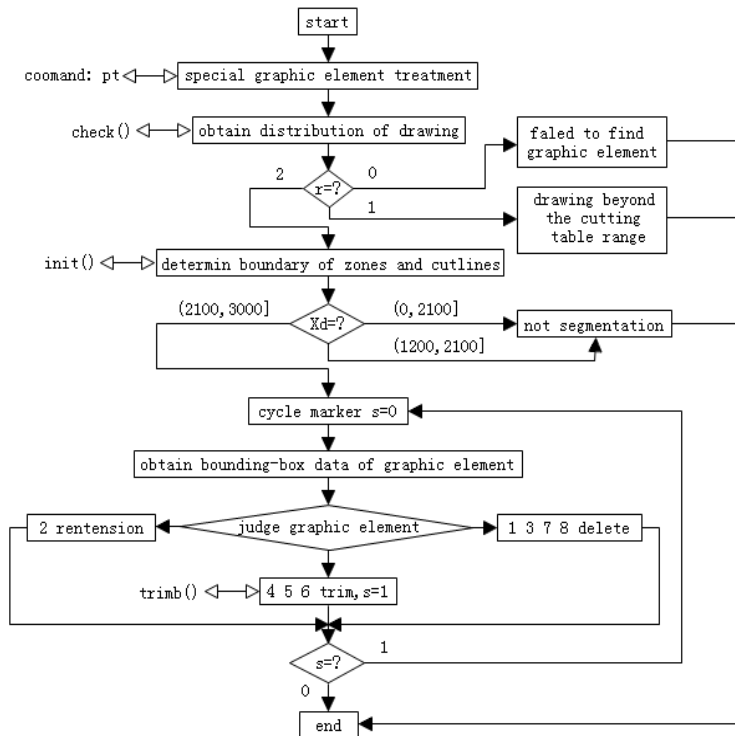 start
coomand: pt
special graphic element treatment
check()
obtain distribution of drawing
faled to find
graphic element
2
r=?
0
1
drawing beyond
the cutting
table range
init()
determin boundary of zones and cutlines
(2100,3000]
Xd=?
(0,2100]
not segmentation
(1200,2100]
cycle marker s=0
obtain bounding-box data of graphic element
2 rentension
judge graphic element
1 3 7 8 delete
trimb()
4 5 6 trim,s=1
s=?
1
0
end